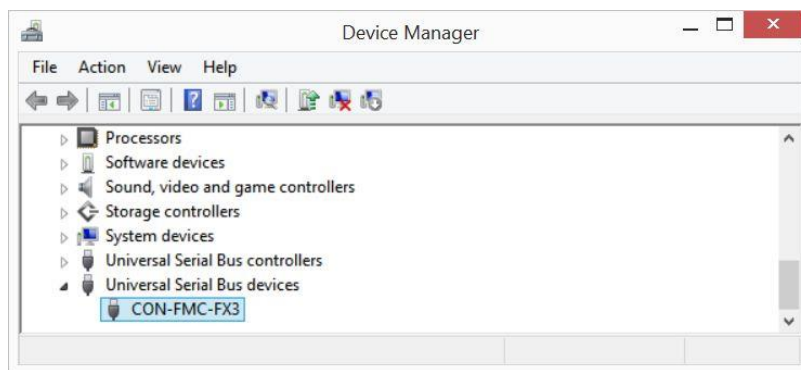 Device Manager
File Action View Help
Processors
Software devices
Sound, video and game controllers
Storage controllers
System devices
Universal Serial Bus controllers
Universal Serial Bus devices
CON-FMC-FX3